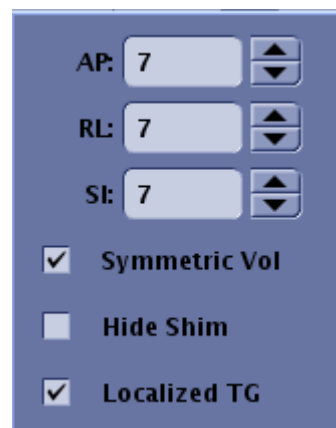 AP: 7
RL: 7
SI: 7
Symmetric Vol
Hide Shim
Localized TG